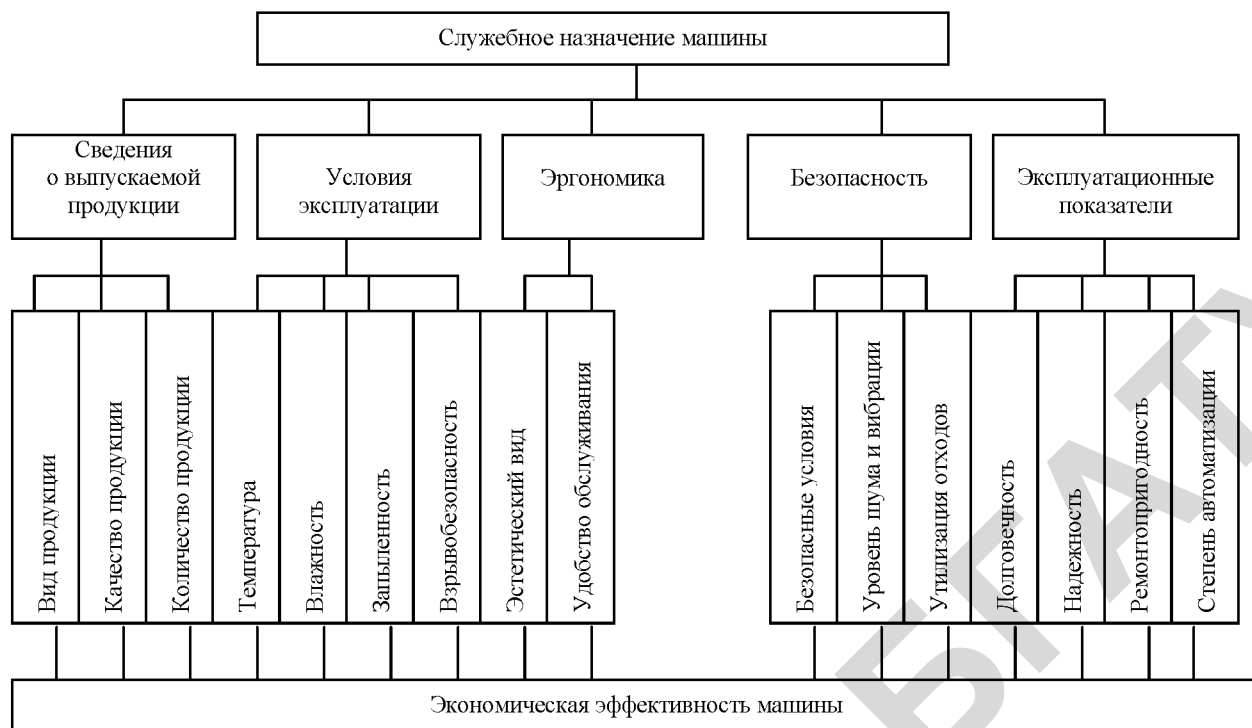 Служебное назначение машины
Сведения
о выпускаемой
продукции
Условия
эксплуатации
Эргономика
Безопасность
Эксплуатационные
показатели
Вид продукции
Качество продукции
Количество продукции
Температура
Влажность
Запыленность
Взрывобезопасность
Эстетический вид
Удобство обслуживания
Безопасные условия
Уровень шума и вибрации
Утилизация отходов
Долговечность
Надежность
Ремонтопригодность
Степень автоматизации
Экономическая эффективность машины
БГАТУ